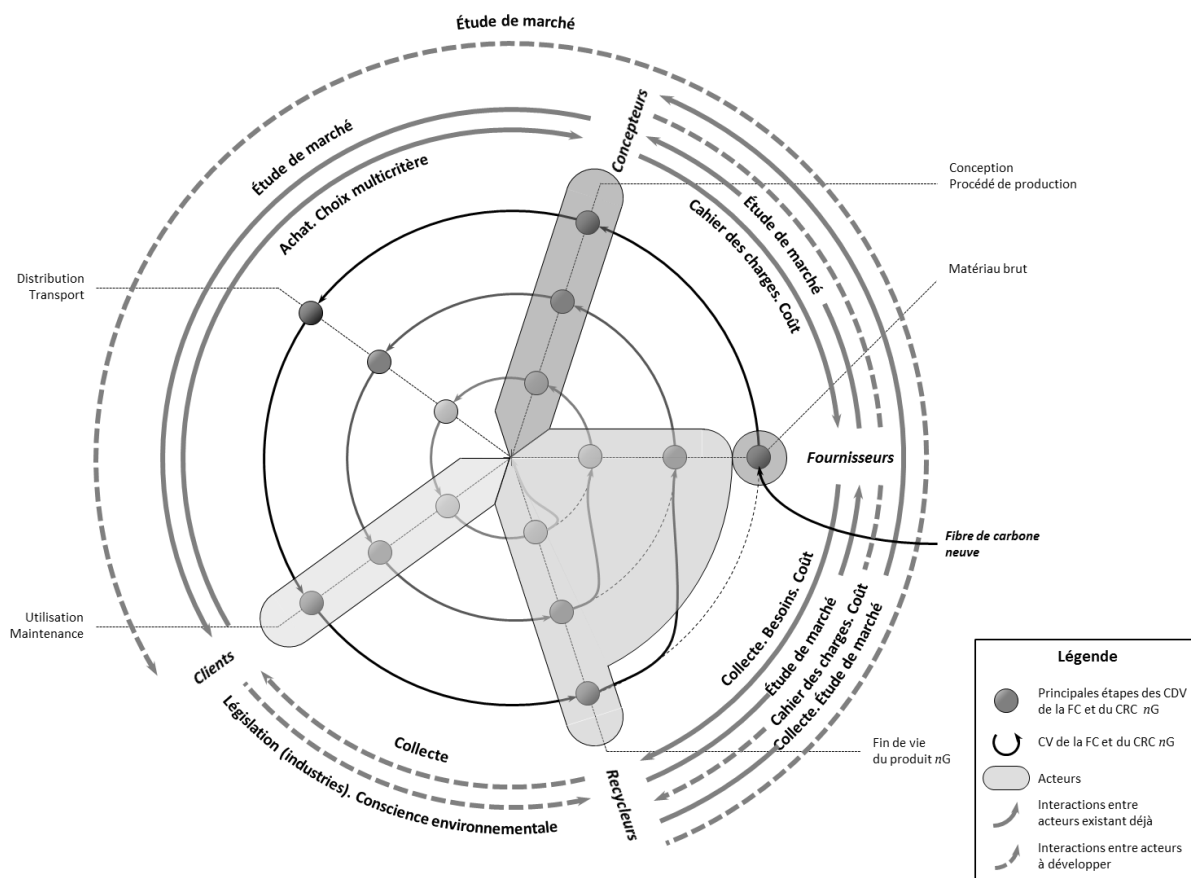 Étude de marché
Concepteurs
Étude de marché
Achat. Choix multicritère
Étude de marché
Cahier des charges. Coût
Conception
Procédé de production
Matériau brut
Distribution
Transport
Fournisseurs
Fibre de carbone
neuve
Utilisation
Maintenance
Clients
Collecte. Besoins. Coût
Étude de marché
Cahier des charges. Coût
Collecte. Étude de marché
Collecte
Législation (industries). Conscience environnementale
Recycleurs
Fin de vie
du produit nG
Légende
Principales étapes des CDV
de la FC et du CRC nG
CV de la FC et du CRC nG
Acteurs
Interactions entre
acteurs existant déjà
Interactions entre acteurs
à développer